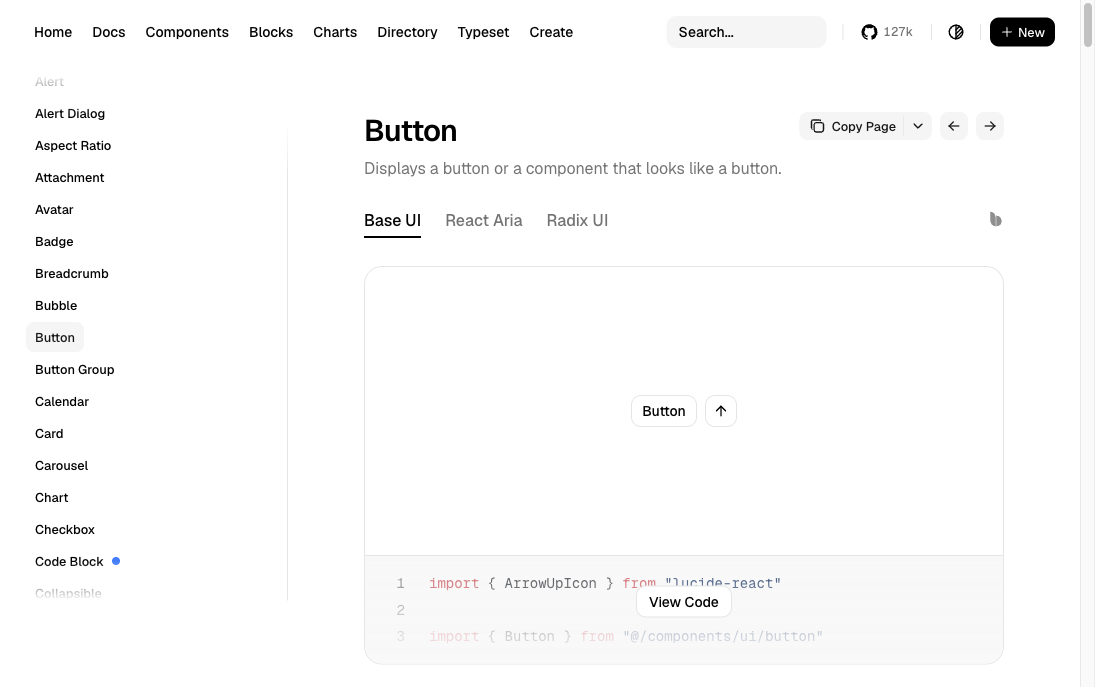 Home Docs Components Blocks Charts Directory Typeset Create Search... 127k New
Alert
Alert Dialog
Aspect Ratio
Attachment
Avatar
Badge
Breadcrumb
Bubble
Button
Button Group
Calendar
Card
Carousel
Chart
Checkbox
Code Block
Collapsible
Button
Copy Page
Displays a button or a component that looks like a button.
Base UI React Aria Radix UI
Button
1 import { ArrowUpIcon } from "lucide-react"
View Code
2
3 import { Button } from "@/components/ui/button"